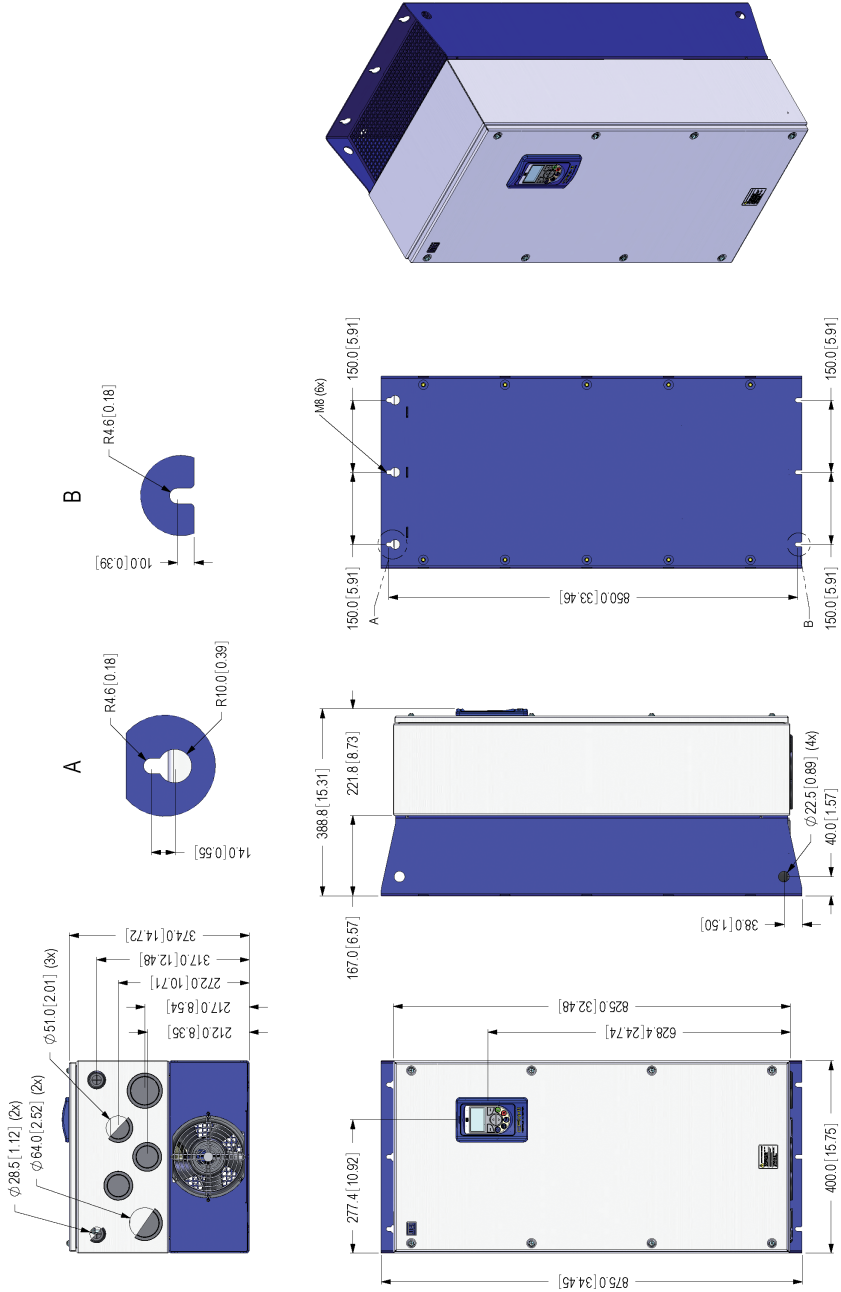 B
R4.6 [0.18]
10.0 [0.39]
A
R4.6 [0.18]
R10.0 [0.39]
14.0 [0.55]
M8 (6x)
150.0 [5.91]
150.0 [5.91]
150.0 [5.91]
150.0 [5.91]
850.0 [33.46]
A
B
388.8 [15.31]
221.8 [8.73]
167.0 [6.57]
∅22.5 [0.89] (4x)
40.0 [1.57]
38.0 [1.50]
374.0 [14.72]
317.0 [12.48]
272.0 [10.71]
217.0 [8.54]
212.0 [8.35]
∅51.0 [2.01] (3x)
∅28.5 [1.12] (2x)
∅64.0 [2.52] (2x)
825.0 [32.48]
628.4 [24.74]
277.4 [10.92]
400.0 [15.75]
875.0 [34.45]